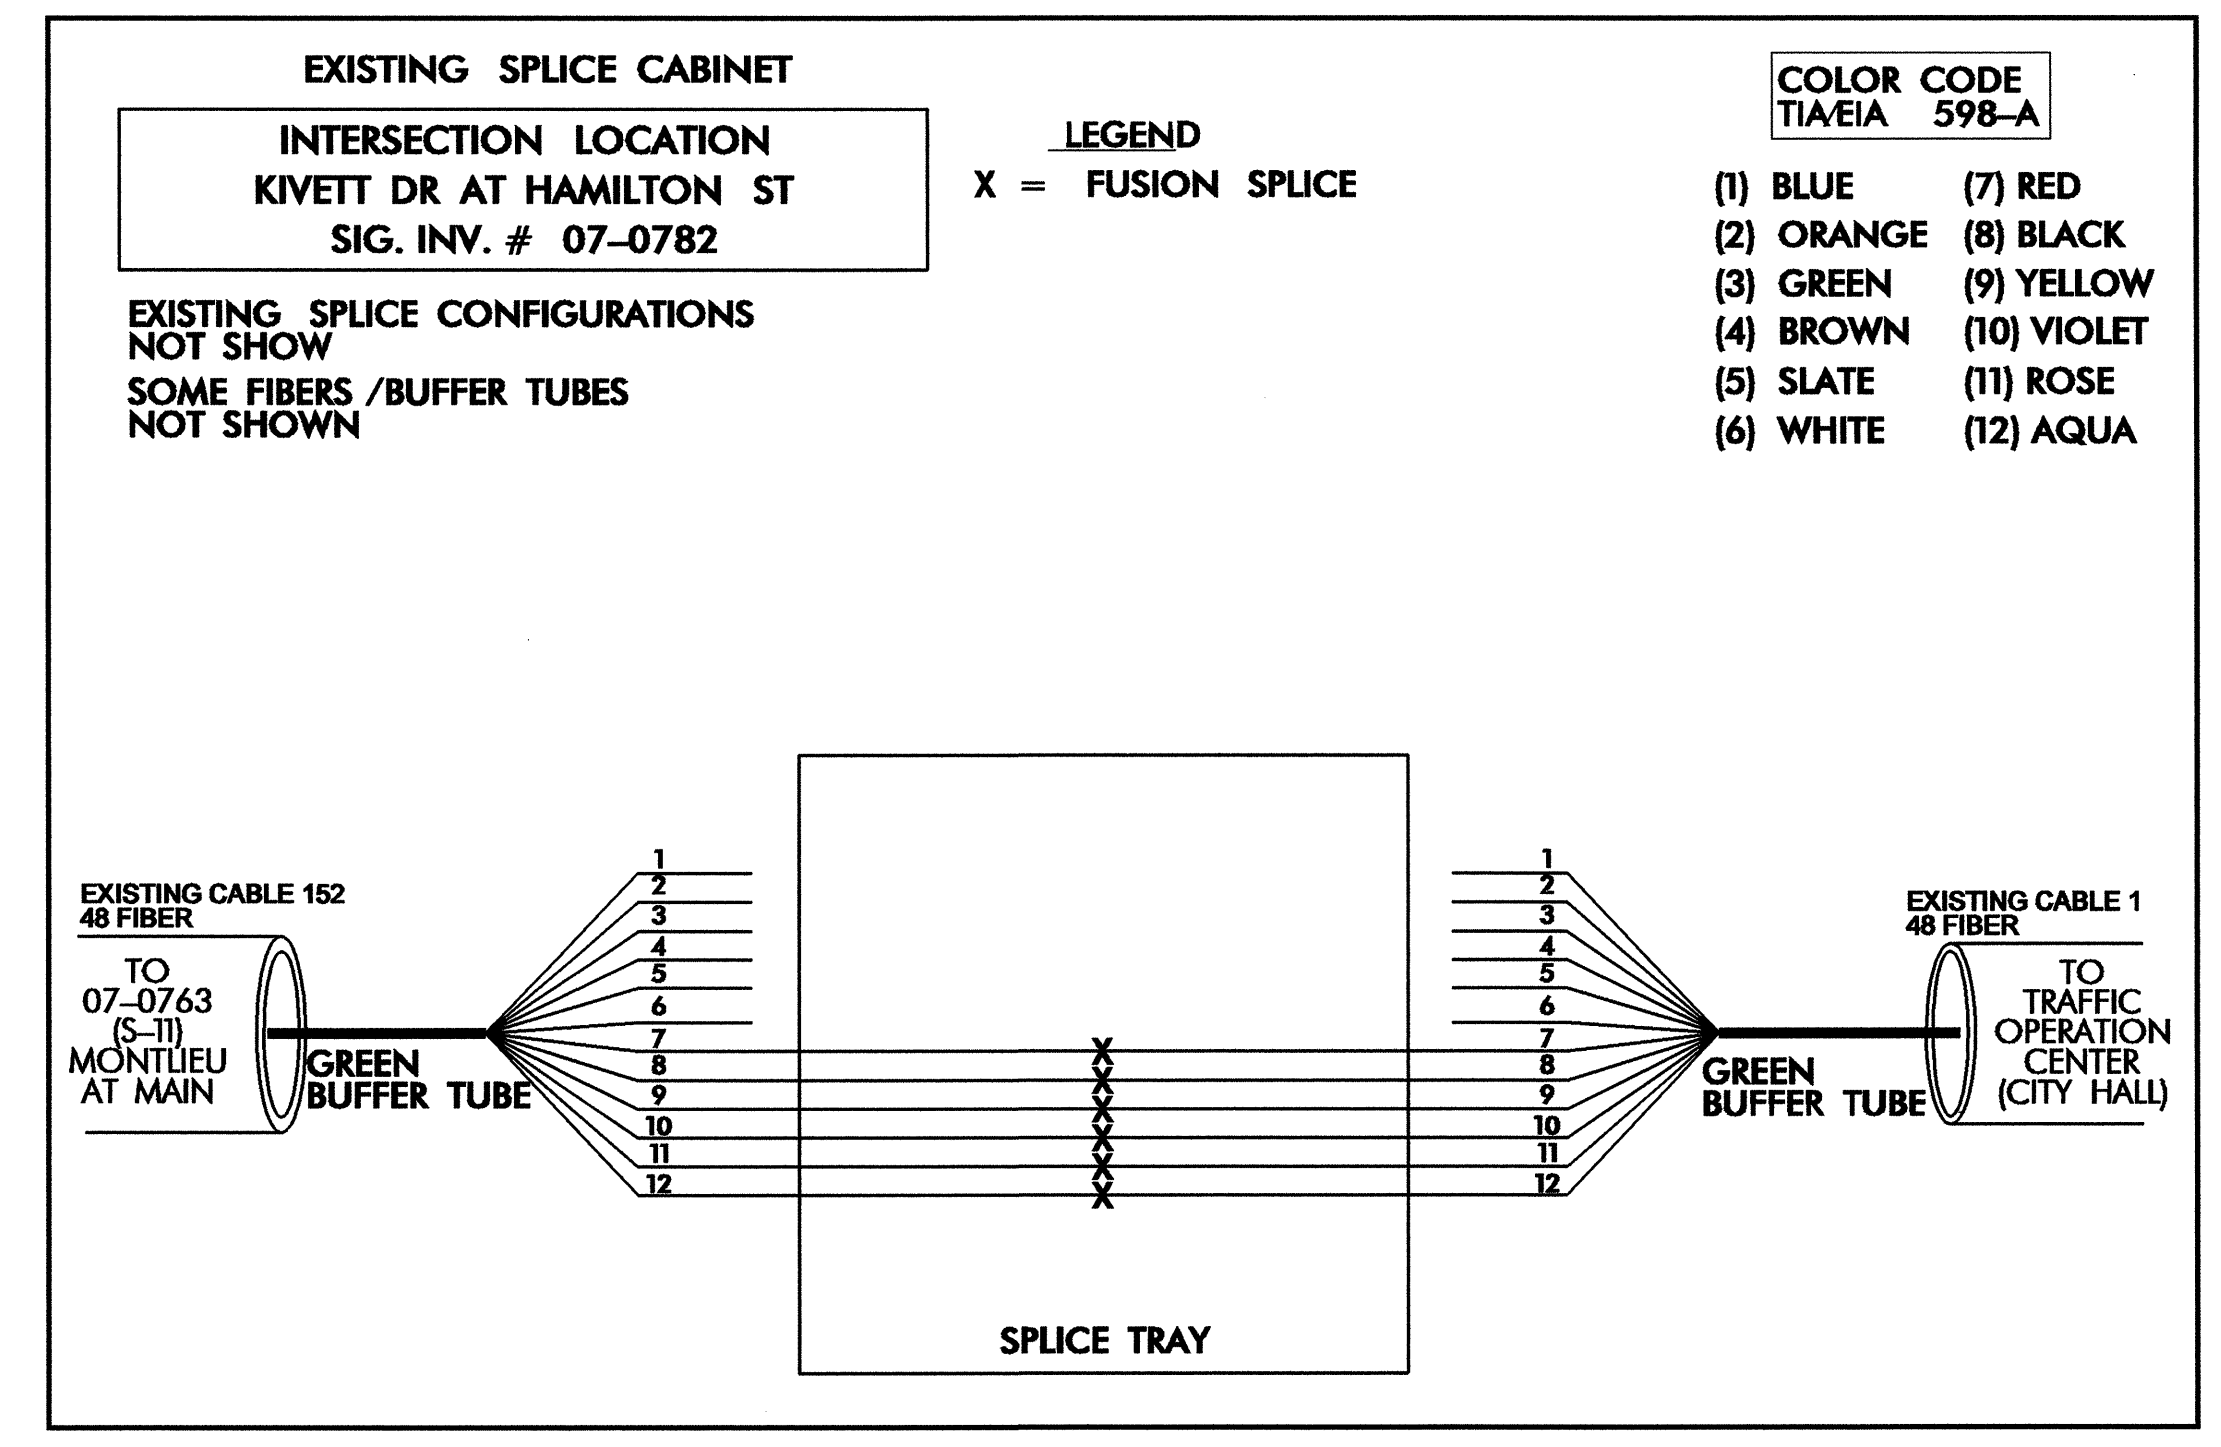 EXISTING SPLICE CABINET
INTERSECTION LOCATION
KIVETT DR AT HAMILTON ST
SIG. INV. # 07-0782
EXISTING SPLICE CONFIGURATIONS
NOT SHOW
SOME FIBERS /BUFFER TUBES
NOT SHOWN
LEGEND
X = FUSION SPLICE
COLOR CODE
TIA/EIA 598-A
(1) BLUE (7) RED
(2) ORANGE (8) BLACK
(3) GREEN (9) YELLOW
(4) BROWN (10) VIOLET
(5) SLATE (11) ROSE
(6) WHITE (12) AQUA
EXISTING CABLE 152
48 FIBER
TO
07-0763
(S-11)
MONTLIEU
AT MAIN
GREEN
BUFFER TUBE
1
2
3
4
5
6
7
8
9
10
11
12
X
X
X
X
X
X
SPLICE TRAY
1
2
3
4
5
6
7
8
9
10
11
12
GREEN
BUFFER TUBE
EXISTING CABLE 1
48 FIBER
TO
TRAFFIC
OPERATION
CENTER
(CITY HALL)